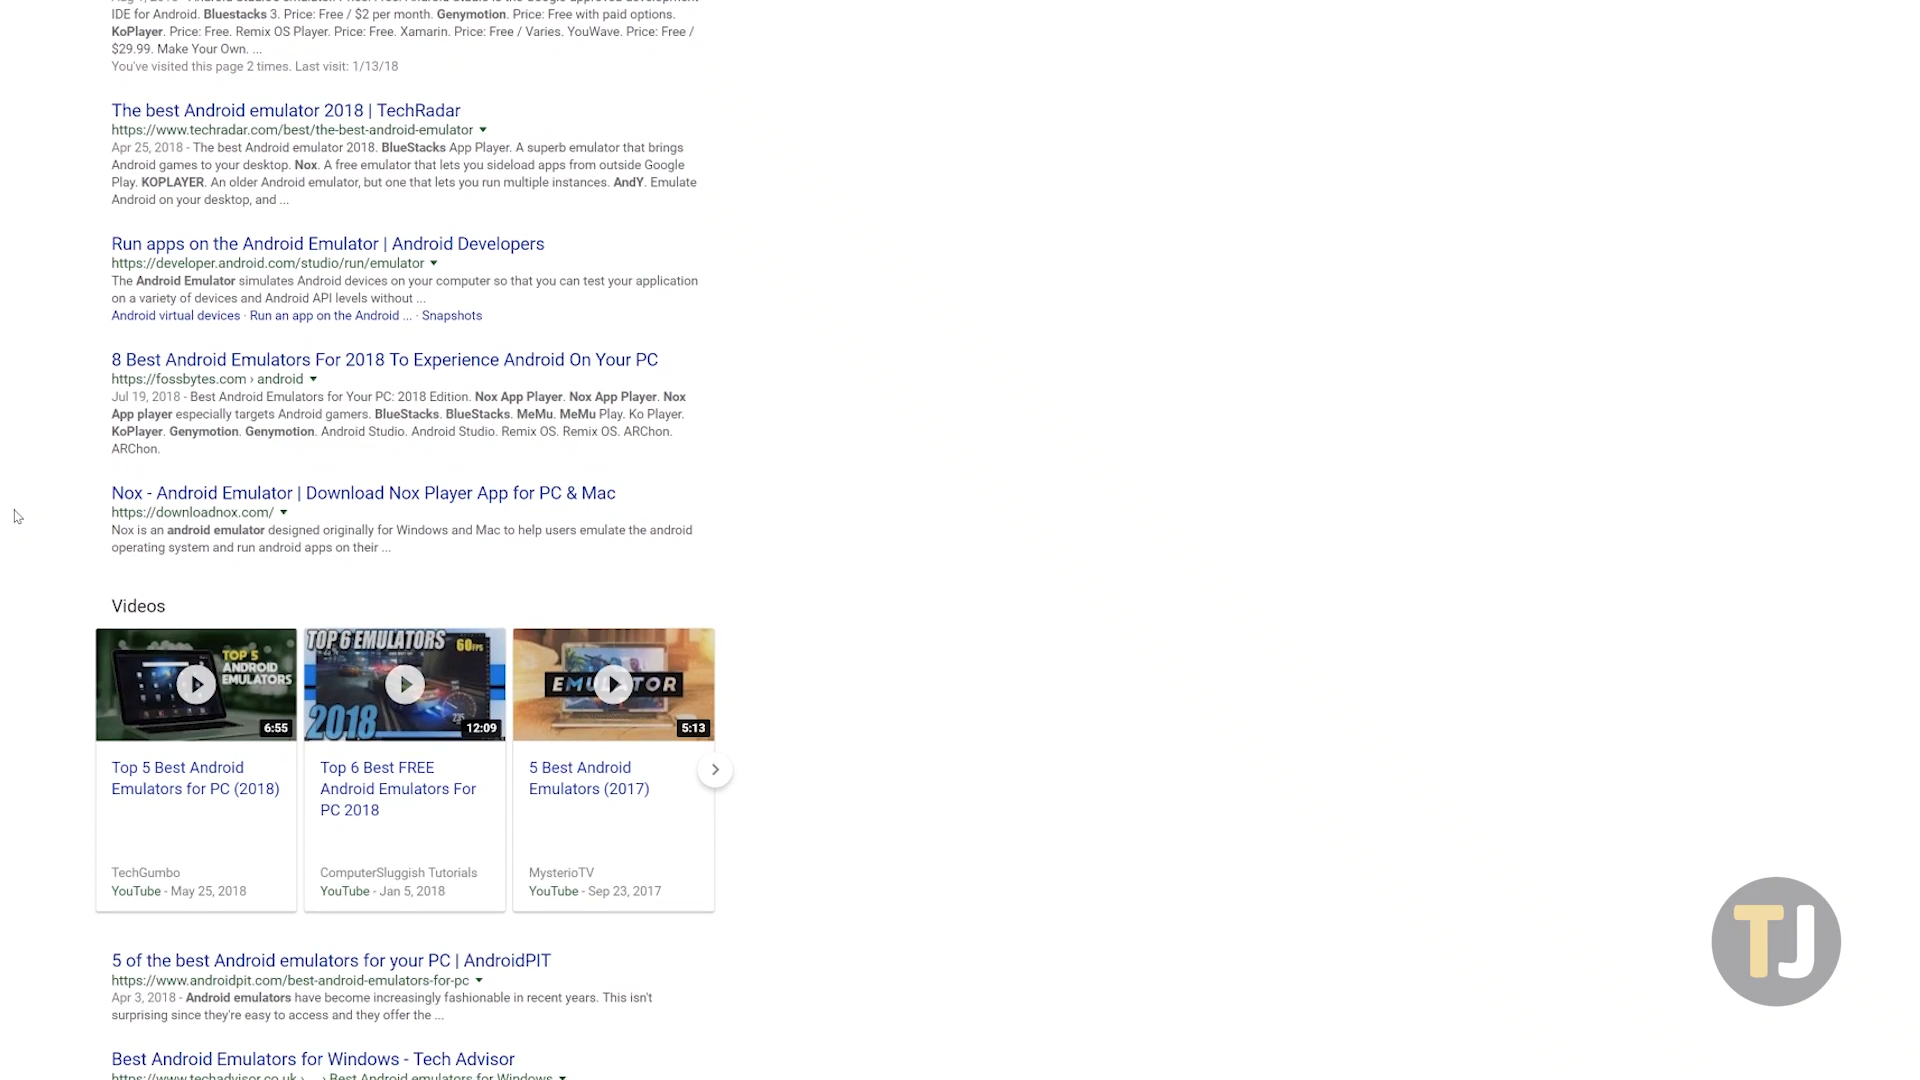 IDE for Android. Bluestacks 3. Price: Free / $2 per month. Genymotion. Price: Free with paid options.
KoPlayer. Price: Free. Remix OS Player. Price: Free. Xamarin. Price: Free / Varies. YouWave. Price: Free /
$29.99. Make Your Own. ...
You've visited this page 2 times. Last visit: 1/13/18
The best Android emulator 2018 | TechRadar
https://www.techradar.com/best/the-best-android-emulator
Apr 25, 2018 - The best Android emulator 2018. BlueStacks App Player. A superb emulator that brings
Android games to your desktop. Nox. A free emulator that lets you sideload apps from outside Google
Play. KOPLAYER. An older Android emulator, but one that lets you run multiple instances. AndY. Emulate
Android on your desktop, and ...
Run apps on the Android Emulator | Android Developers
https://developer.android.com/studio/run/emulator
The Android Emulator simulates Android devices on your computer so that you can test your application
on a variety of devices and Android API levels without ...
Android virtual devices · Run an app on the Android ... · Snapshots
8 Best Android Emulators For 2018 To Experience Android On Your PC
https://fossbytes.com › android
Jul 19, 2018 - Best Android Emulators for Your PC: 2018 Edition. Nox App Player. Nox App Player. Nox
App player especially targets Android gamers. BlueStacks. BlueStacks. MeMu. MeMu Play. Ko Player.
KoPlayer. Genymotion. Genymotion. Android Studio. Android Studio. Remix OS. Remix OS. ARChon.
ARChon.
Nox - Android Emulator | Download Nox Player App for PC & Mac
https://downloadnox.com/
Nox is an android emulator designed originally for Windows and Mac to help users emulate the android
operating system and run android apps on their ...
Videos
TOP 5
ANDROID
EMULATORS
6:55
TOP 6 EMULATORS
60FPS
2018
12:09
EMULATOR
5:13
Top 5 Best Android
Emulators for PC (2018)
TechGumbo
YouTube - May 25, 2018
Top 6 Best FREE
Android Emulators For
PC 2018
ComputerSluggish Tutorials
YouTube - Jan 5, 2018
5 Best Android
Emulators (2017)
MysterioTV
YouTube - Sep 23, 2017
5 of the best Android emulators for your PC | AndroidPIT
https://www.androidpit.com/best-android-emulators-for-pc
Apr 3, 2018 - Android emulators have become increasingly fashionable in recent years. This isn't
surprising since they're easy to access and they offer the ...
Best Android Emulators for Windows - Tech Advisor
https://www.techadvisor.co.uk › ... › Best Android emulators for Windows
TJ